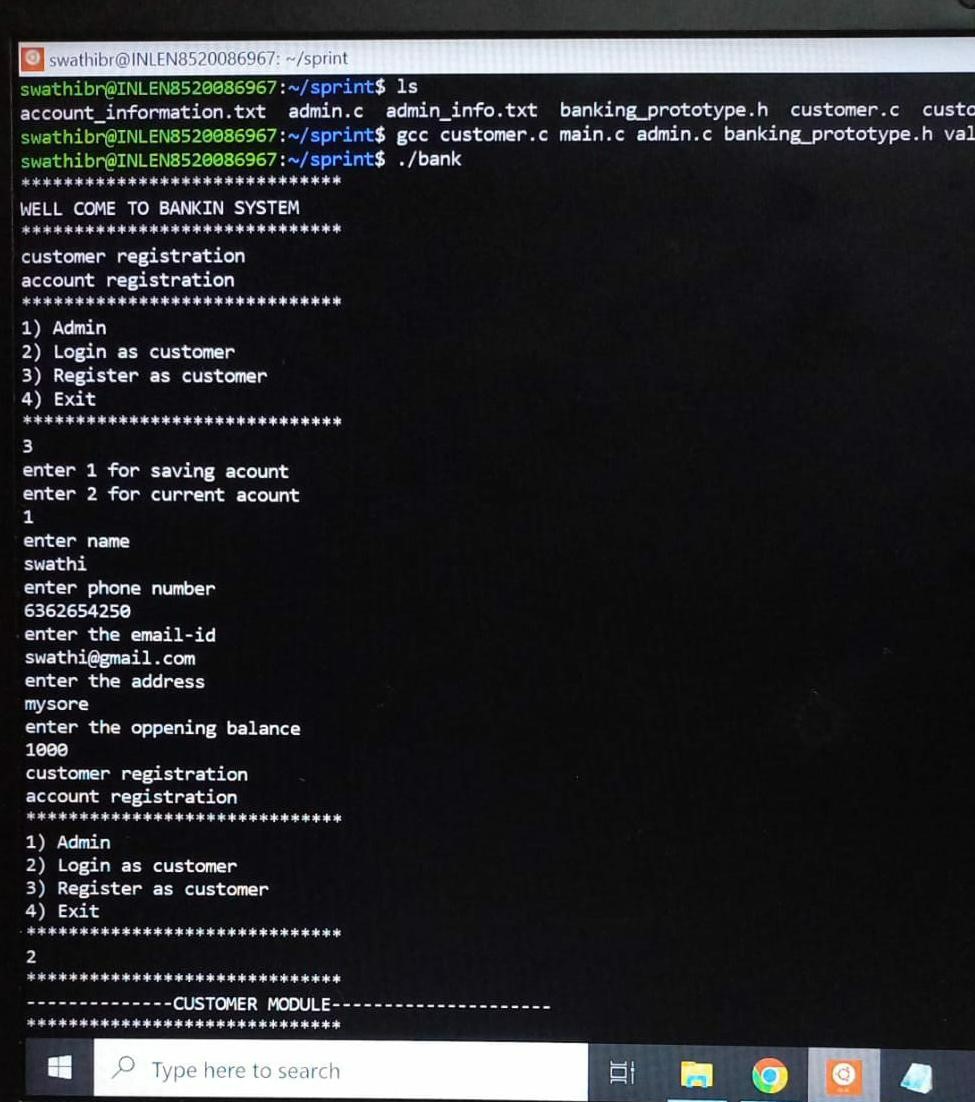 swathibr@INLEN8520086967: ~/sprint
swathibr@INLEN8520086967:~/sprint$ ls
account_information.txt admin.c admin_info.txt banking_prototype.h customer.c custo
swathibr@INLEN8520086967:~/sprint$ gcc customer.c main.c admin.c banking_prototype.h val
swathibr@INLEN8520086967:~/sprint$ ./bank
******************************
WELL COME TO BANKIN SYSTEM
******************************
customer registration
account registration
******************************
1) Admin
2) Login as customer
3) Register as customer
4) Exit
******************************
3
enter 1 for saving acount
enter 2 for current acount
1
enter name
swathi
enter phone number
6362654250
enter the email-id
swathi@gmail.com
enter the address
mysore
enter the oppening balance
1000
customer registration
account registration
******************************
1) Admin
2) Login as customer
3) Register as customer
4) Exit
******************************
2
******************************
--------------CUSTOMER MODULE---------------------
******************************
Type here to search